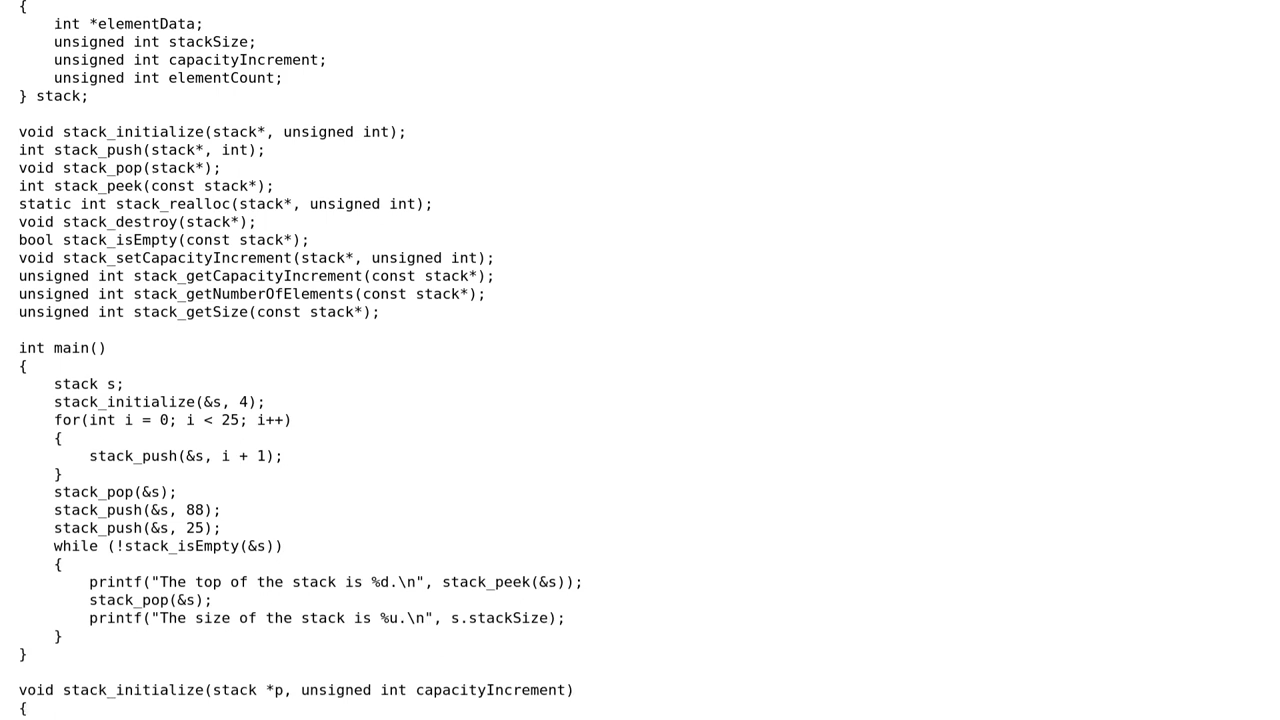 {
    int *elementData;
    unsigned int stackSize;
    unsigned int capacityIncrement;
    unsigned int elementCount;
} stack;

void stack_initialize(stack*, unsigned int);
int stack_push(stack*, int);
void stack_pop(stack*);
int stack_peek(const stack*);
static int stack_realloc(stack*, unsigned int);
void stack_destroy(stack*);
bool stack_isEmpty(const stack*);
void stack_setCapacityIncrement(stack*, unsigned int);
unsigned int stack_getCapacityIncrement(const stack*);
unsigned int stack_getNumberOfElements(const stack*);
unsigned int stack_getSize(const stack*);

int main()
{
    stack s;
    stack_initialize(&s, 4);
    for(int i = 0; i < 25; i++)
    {
        stack_push(&s, i + 1);
    }
    stack_pop(&s);
    stack_push(&s, 88);
    stack_push(&s, 25);
    while (!stack_isEmpty(&s))
    {
        printf("The top of the stack is %d.\n", stack_peek(&s));
        stack_pop(&s);
        printf("The size of the stack is %u.\n", s.stackSize);
    }
}

void stack_initialize(stack *p, unsigned int capacityIncrement)
{